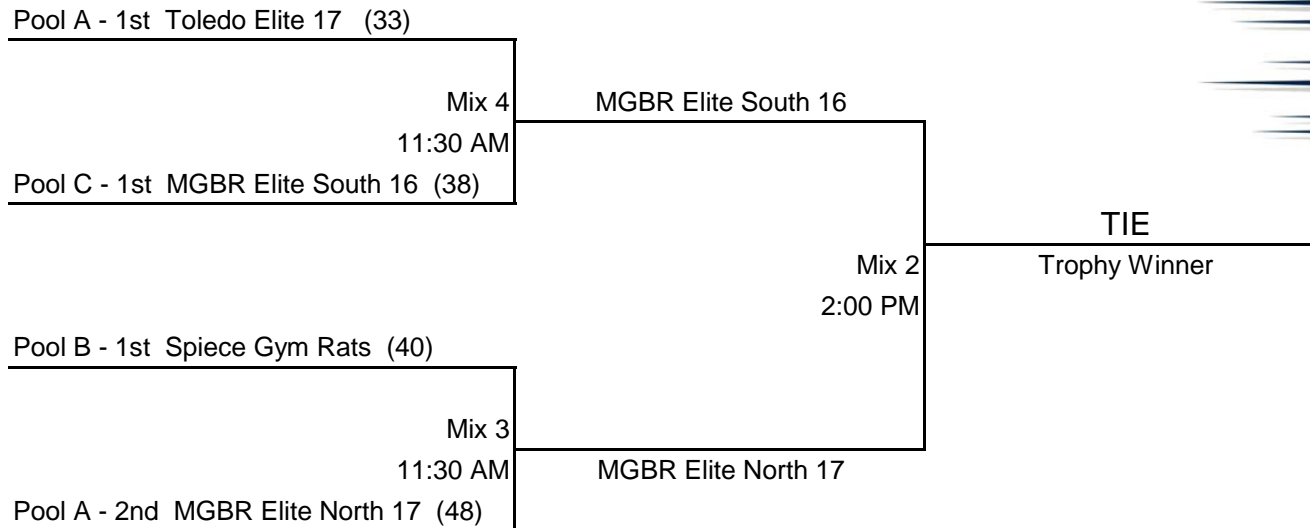 Pool A - 1st Toledo Elite 17 (33)
Mix 4
MGBR Elite South 16
11:30 AM
Pool C - 1st MGBR Elite South 16 (38)
TIE
Mix 2
Trophy Winner
2:00 PM
Pool B - 1st Spiece Gym Rats (40)
Mix 3
11:30 AM
MGBR Elite North 17
Pool A - 2nd MGBR Elite North 17 (48)